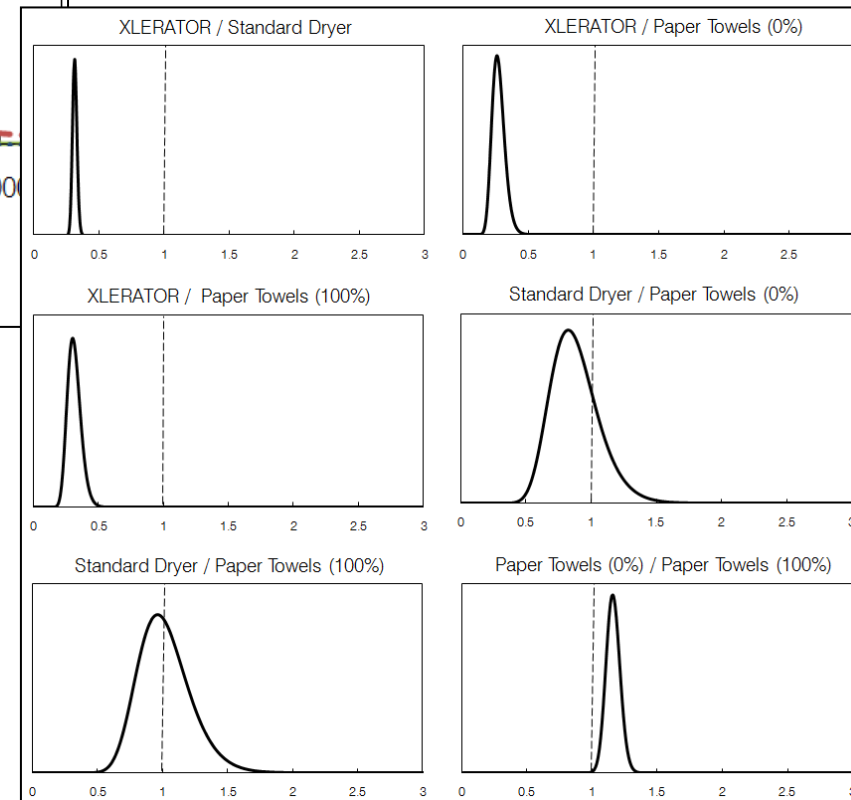 XLERATOR / Standard Dryer
0 0.5 1 1.5 2 2.5 3
XLERATOR / Paper Towels (0%)
0 0.5 1 1.5 2 2.5
XLERATOR / Paper Towels (100%)
0 0.5 1 1.5 2 2.5 3
Standard Dryer / Paper Towels (0%)
0 0.5 1 1.5 2 2.5
Standard Dryer / Paper Towels (100%)
0 0.5 1 1.5 2 2.5 3
Paper Towels (0%) / Paper Towels (100%)
0 0.5 1 1.5 2 2.5